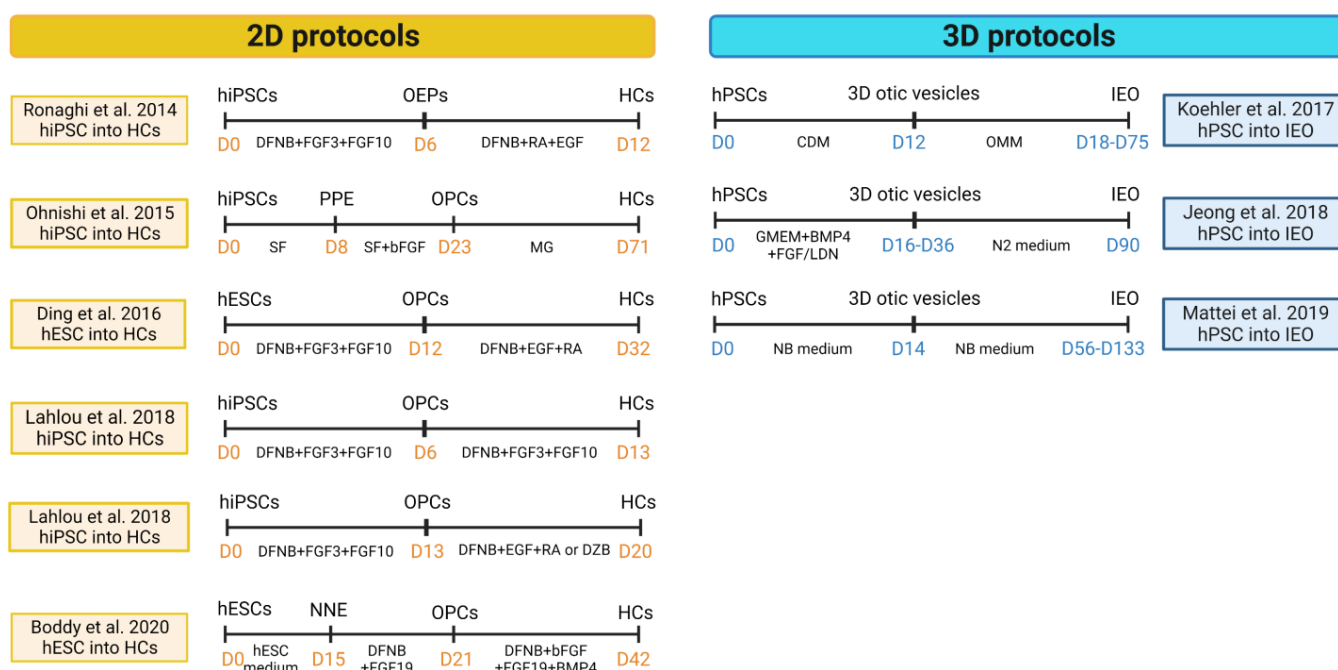 2D protocols
Ronaghi et al. 2014
hiPSC into HCs
hiPSCs OEPs HCs
D0 DFNB+FGF3+FGF10 D6 DFNB+RA+EGF D12
Ohnishi et al. 2015
hiPSC into HCs
hiPSCs PPE OPCs HCs
D0 SF D8 SF+bFGF D23 MG D71
Ding et al. 2016
hESC into HCs
hESCs OPCs HCs
D0 DFNB+FGF3+FGF10 D12 DFNB+EGF+RA D32
Lahlou et al. 2018
hiPSC into HCs
hiPSCs OPCs HCs
D0 DFNB+FGF3+FGF10 D6 DFNB+FGF3+FGF10 D13
Lahlou et al. 2018
hiPSC into HCs
hiPSCs OPCs HCs
D0 DFNB+FGF3+FGF10 D13 DFNB+EGF+RA or DZB D20
Boddy et al. 2020
hESC into HCs
hESCs NNE OPCs HCs
D0 hESC medium D15 DFNB +FGF19 D21 DFNB+bFGF +FGF19+BMP4 D42
3D protocols
hPSCs 3D otic vesicles IEO
D0 CDM D12 OMM D18-D75
Koehler et al. 2017
hPSC into IEO
hPSCs 3D otic vesicles IEO
D0 GMEM+BMP4 +FGF/LDN D16-D36 N2 medium D90
Jeong et al. 2018
hPSC into IEO
hPSCs 3D otic vesicles IEO
D0 NB medium D14 NB medium D56-D133
Mattei et al. 2019
hPSC into IEO